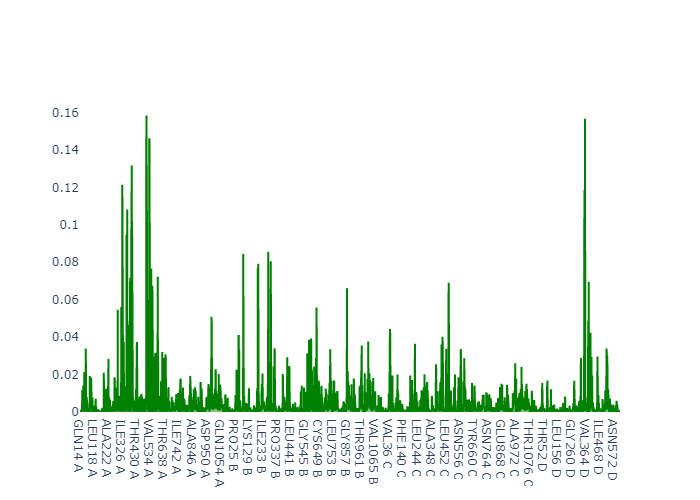 0.16
0.14
0.12
0.1
0.08
0.06
0.04
0.02
0
GLN14 A
LEU118 A
ALA222 A
ILE326 A
THR430 A
VAL534 A
THR638 A
ILE742 A
ALA846 A
ASP950 A
GLN1054 A
PRO25 B
LYS129 B
ILE233 B
PRO337 B
LEU441 B
GLY545 B
CYS649 B
LEU753 B
GLY857 B
THR961 B
VAL1065 B
VAL36 C
PHE140 C
LEU244 C
ALA348 C
LEU452 C
ASN556 C
TYR660 C
ASN764 C
GLU868 C
ALA972 C
THR1076 C
THR52 D
LEU156 D
GLY260 D
VAL364 D
ILE468 D
ASN572 D